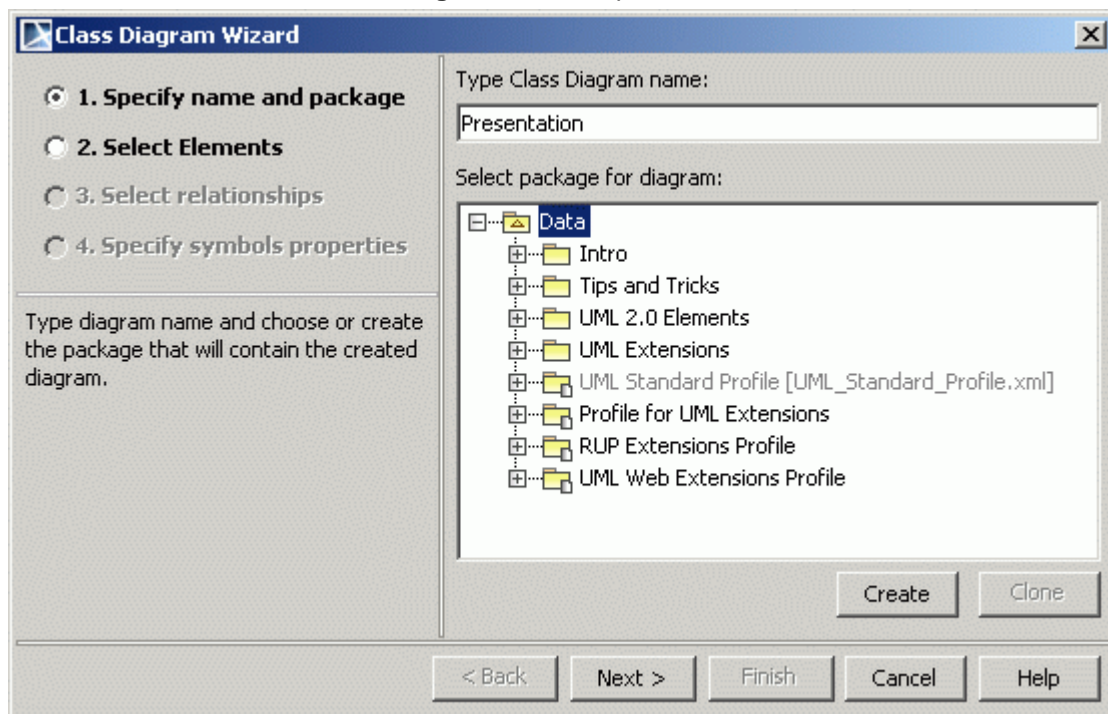 Class Diagram Wizard
1. Specify name and package
2. Select Elements
3. Select relationships
4. Specify symbols properties
Type diagram name and choose or create
the package that will contain the created
diagram.
Type Class Diagram name:
Presentation
Select package for diagram:
Data
Intro
Tips and Tricks
UML 2.0 Elements
UML Extensions
UML Standard Profile [UML_Standard_Profile.xml]
Profile for UML Extensions
RUP Extensions Profile
UML Web Extensions Profile
Create Clone
< Back Next > Finish Cancel Help